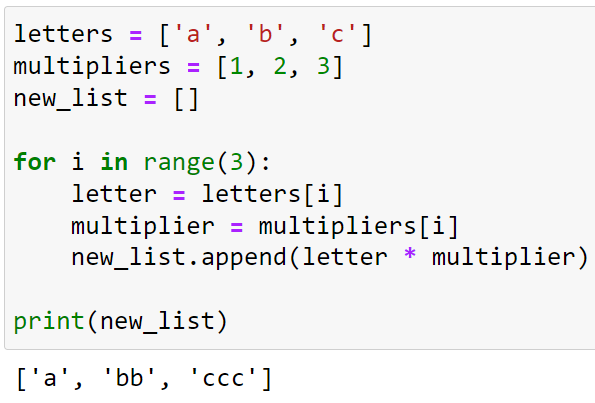 letters = ['a', 'b', 'c']
multipliers = [1, 2, 3]
new_list = []
for i in range(3):
    letter = letters[i]
    multiplier = multipliers[i]
    new_list.append(letter * multiplier)
print(new_list)
['a', 'bb', 'ccc']